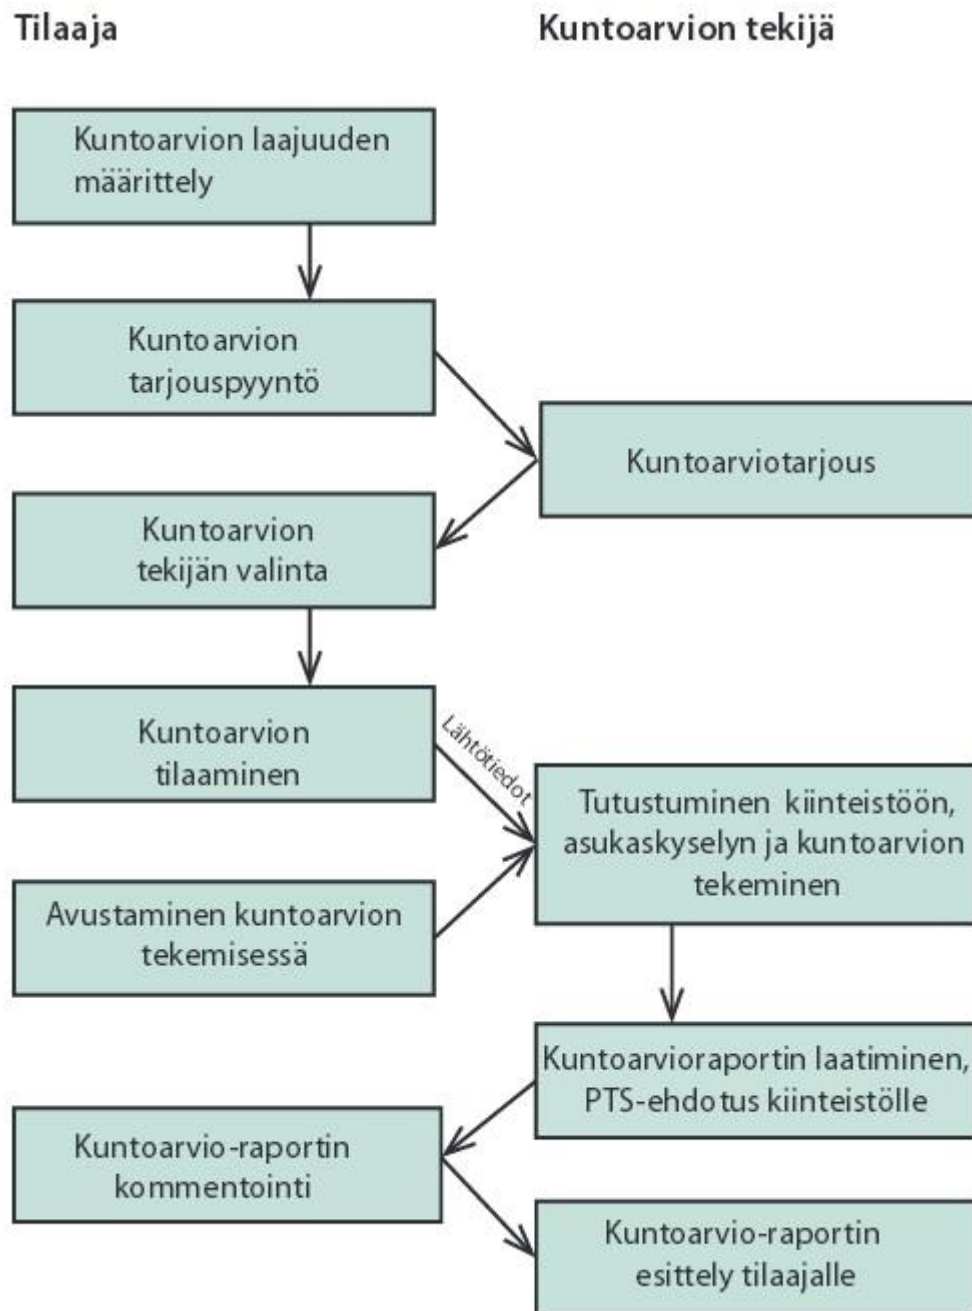 Tilaaja
Kuntoarvion tekijä
Kuntoarvion laajuuden
määrittely
Kuntoarvion
tarjouspyyntö
Kuntoarviotarjous
Kuntoarvion
tekijän valinta
Kuntoarvion
tilaaminen
Lähtötiedot
Tutustuminen kiinteistöön,
asukaskyselyn ja kuntoarvion
tekeminen
Avustaminen kuntoarvion
tekemisessä
Kuntoarvioraportin laatiminen,
PTS-ehdotus kiinteistölle
Kuntoarvio-raportin
kommentointi
Kuntoarvio-raportin
esittely tilaajalle